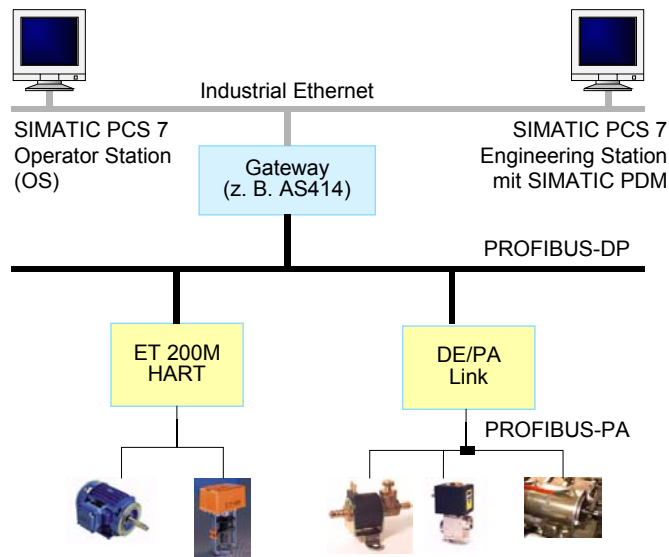 Industrial Ethernet
SIMATIC PCS 7
Operator Station
(OS)
SIMATIC PCS 7
Engineering Station
mit SIMATIC PDM
Gateway
(z. B. AS414)
PROFIBUS-DP
ET 200M
HART
DE/PA
Link
PROFIBUS-PA